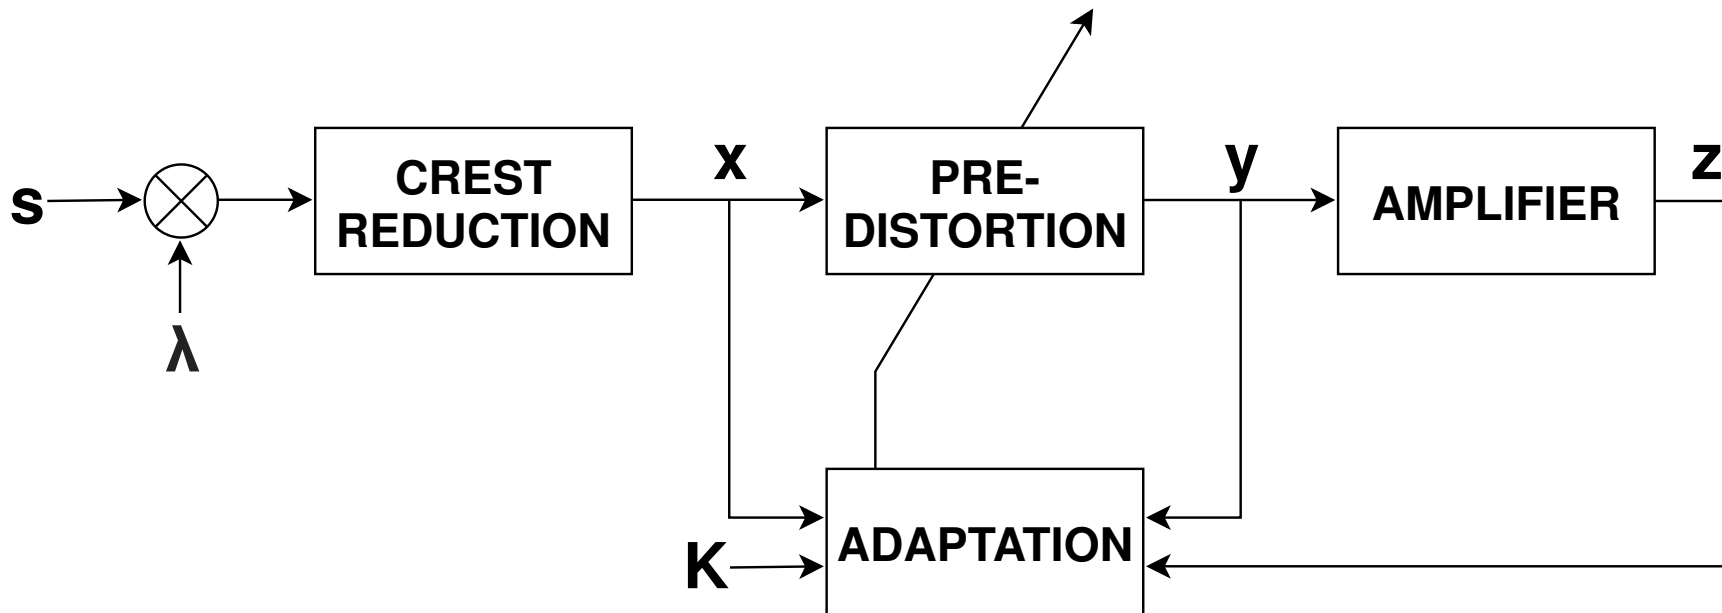 s
λ
CREST
REDUCTION
x
PRE-
DISTORTION
y
AMPLIFIER
z
K
ADAPTATION